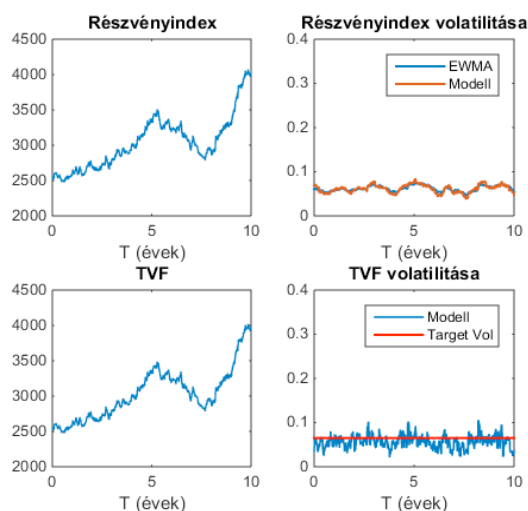 Részvényindex
4500
4000
3500
3000
2500
2000
0 5 10
T (évek)
Részvényindex volatilitása
0.4
0.3
0.2
0.1
0
EWMA
Modell
0 5 10
T (évek)
TVF
4500
4000
3500
3000
2500
2000
0 5 10
T (évek)
TVF volatilitása
0.4
0.3
0.2
0.1
0
Modell
Target Vol
0 5 10
T (évek)